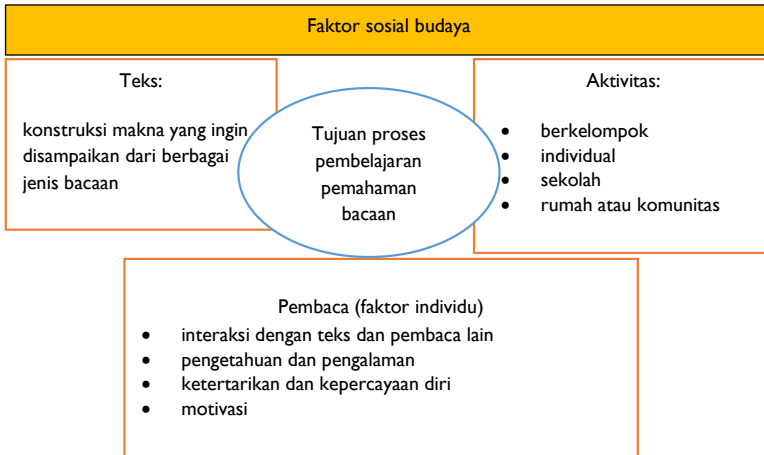 Faktor sosial budaya
Teks:
konstruksi makna yang ingin
disampaikan dari berbagai
jenis bacaan
Tujuan proses
pembelajaran
pemahaman
bacaan
Aktivitas:
• berkelompok
• individual
• sekolah
• rumah atau komunitas
Pembaca (faktor individu)
• interaksi dengan teks dan pembaca lain
• pengetahuan dan pengalaman
• ketertarikan dan kepercayaan diri
• motivasi